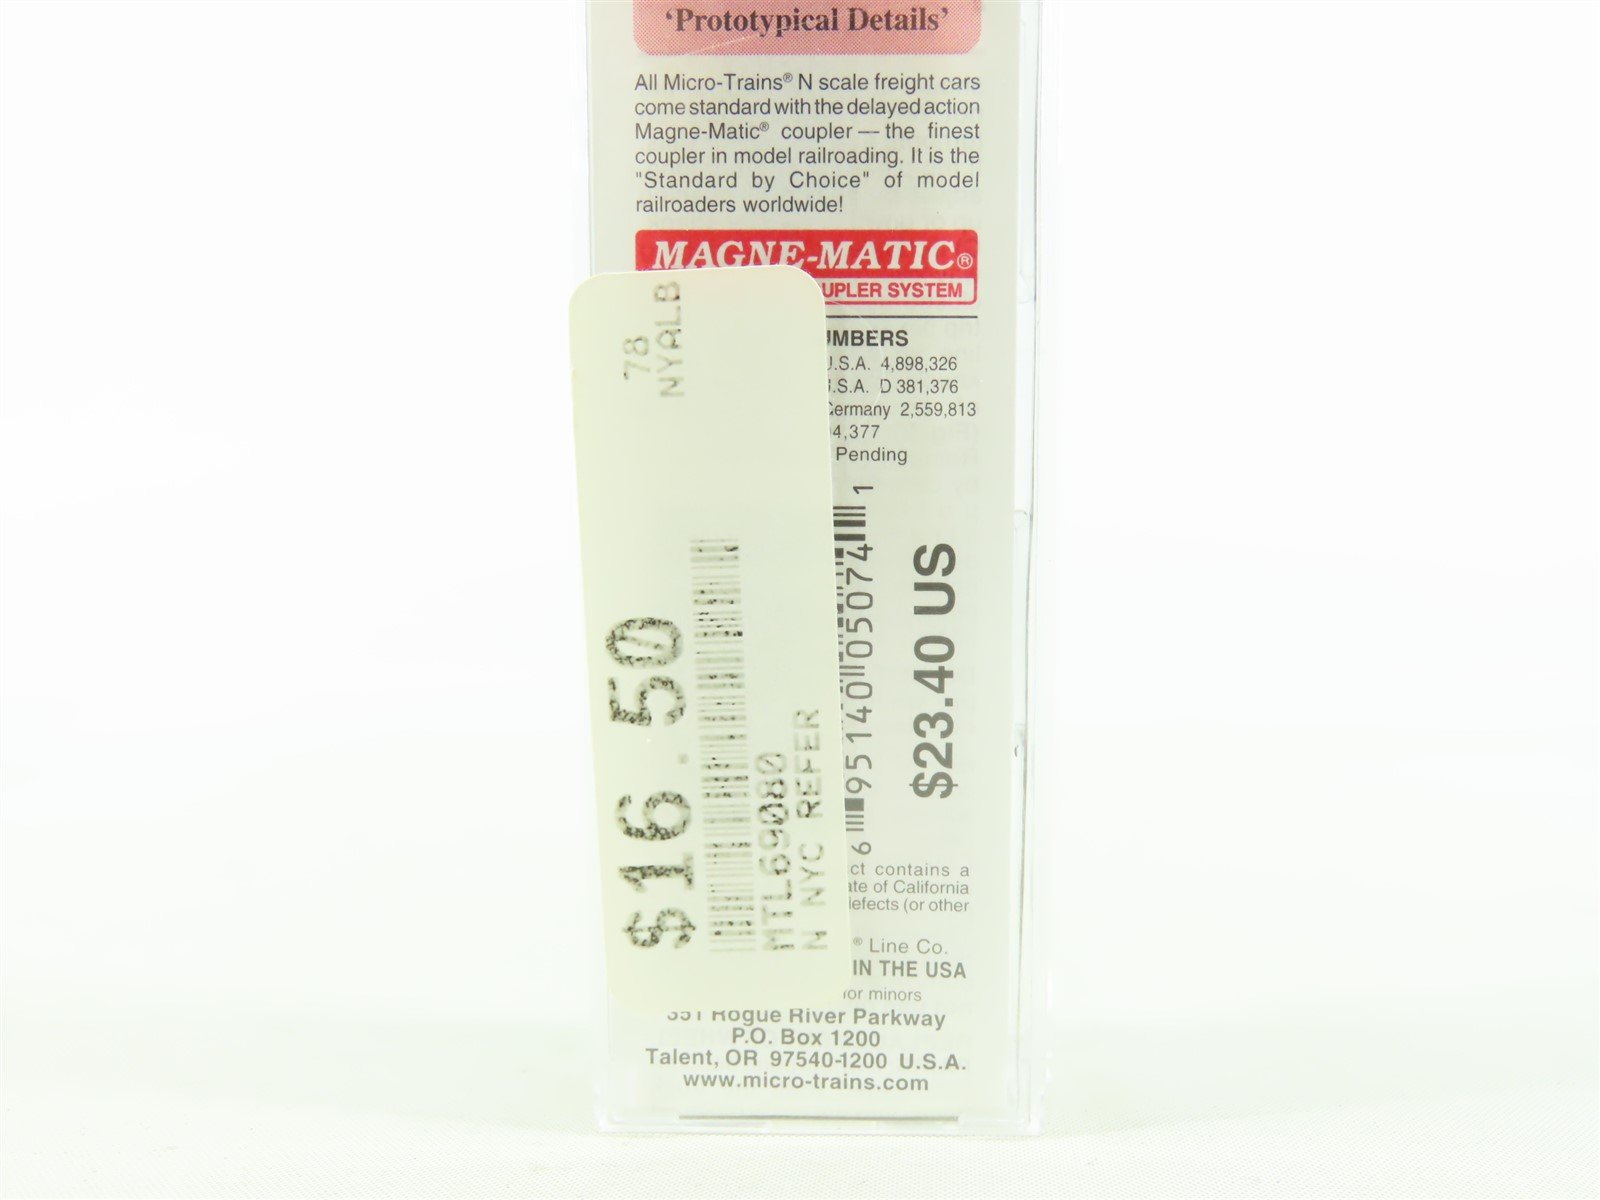 'Prototypical Details'
All Micro-Trains® N scale freight cars
come standard with the delayed action
Magne-Matic® coupler — the finest
coupler in model railroading. It is the
"Standard by Choice" of model
railroaders worldwide!
MAGNE-MATIC®
UPLER SYSTEM
UMBERS
U.S.A. 4,898,326
U.S.A. D 381,376
Germany 2,559,813
94,377
Pending
6 95140 05074 1
$23.40 US
78
NYALB
$16.50
MTL69080
N NYC REFER
ct contains a
ate of California
defects (or other
® Line Co.
IN THE USA
for minors
351 Rogue River Parkway
P.O. Box 1200
Talent, OR 97540-1200 U.S.A.
www.micro-trains.com